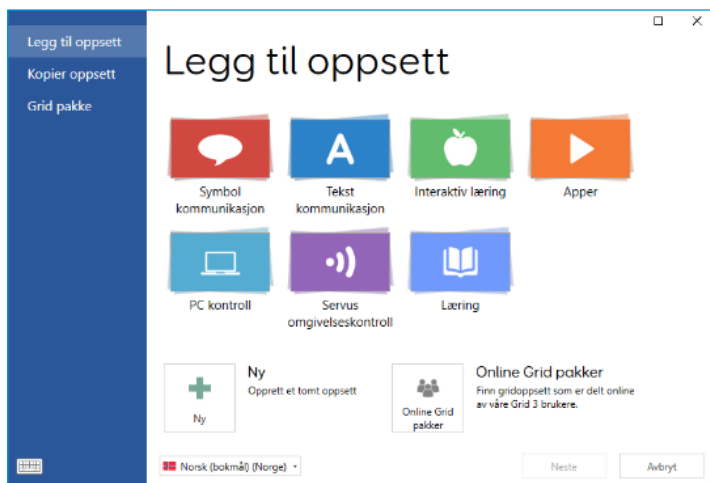 Legg til oppsett
Kopier oppsett
Grid pakke
Legg til oppsett
Symbol
kommunikasjon
A
Tekst
kommunikasjon
Interaktiv læring
Apper
PC kontroll
Servus
omgivelseskontroll
Læring
Ny
Ny
Opprett et tomt oppsett
Online Grid
pakker
Online Grid pakker
Finn gridoppsett som er delt online
av våre Grid 3 brukere.
Norsk (bokmål) (Norge)
Neste
Avbryt